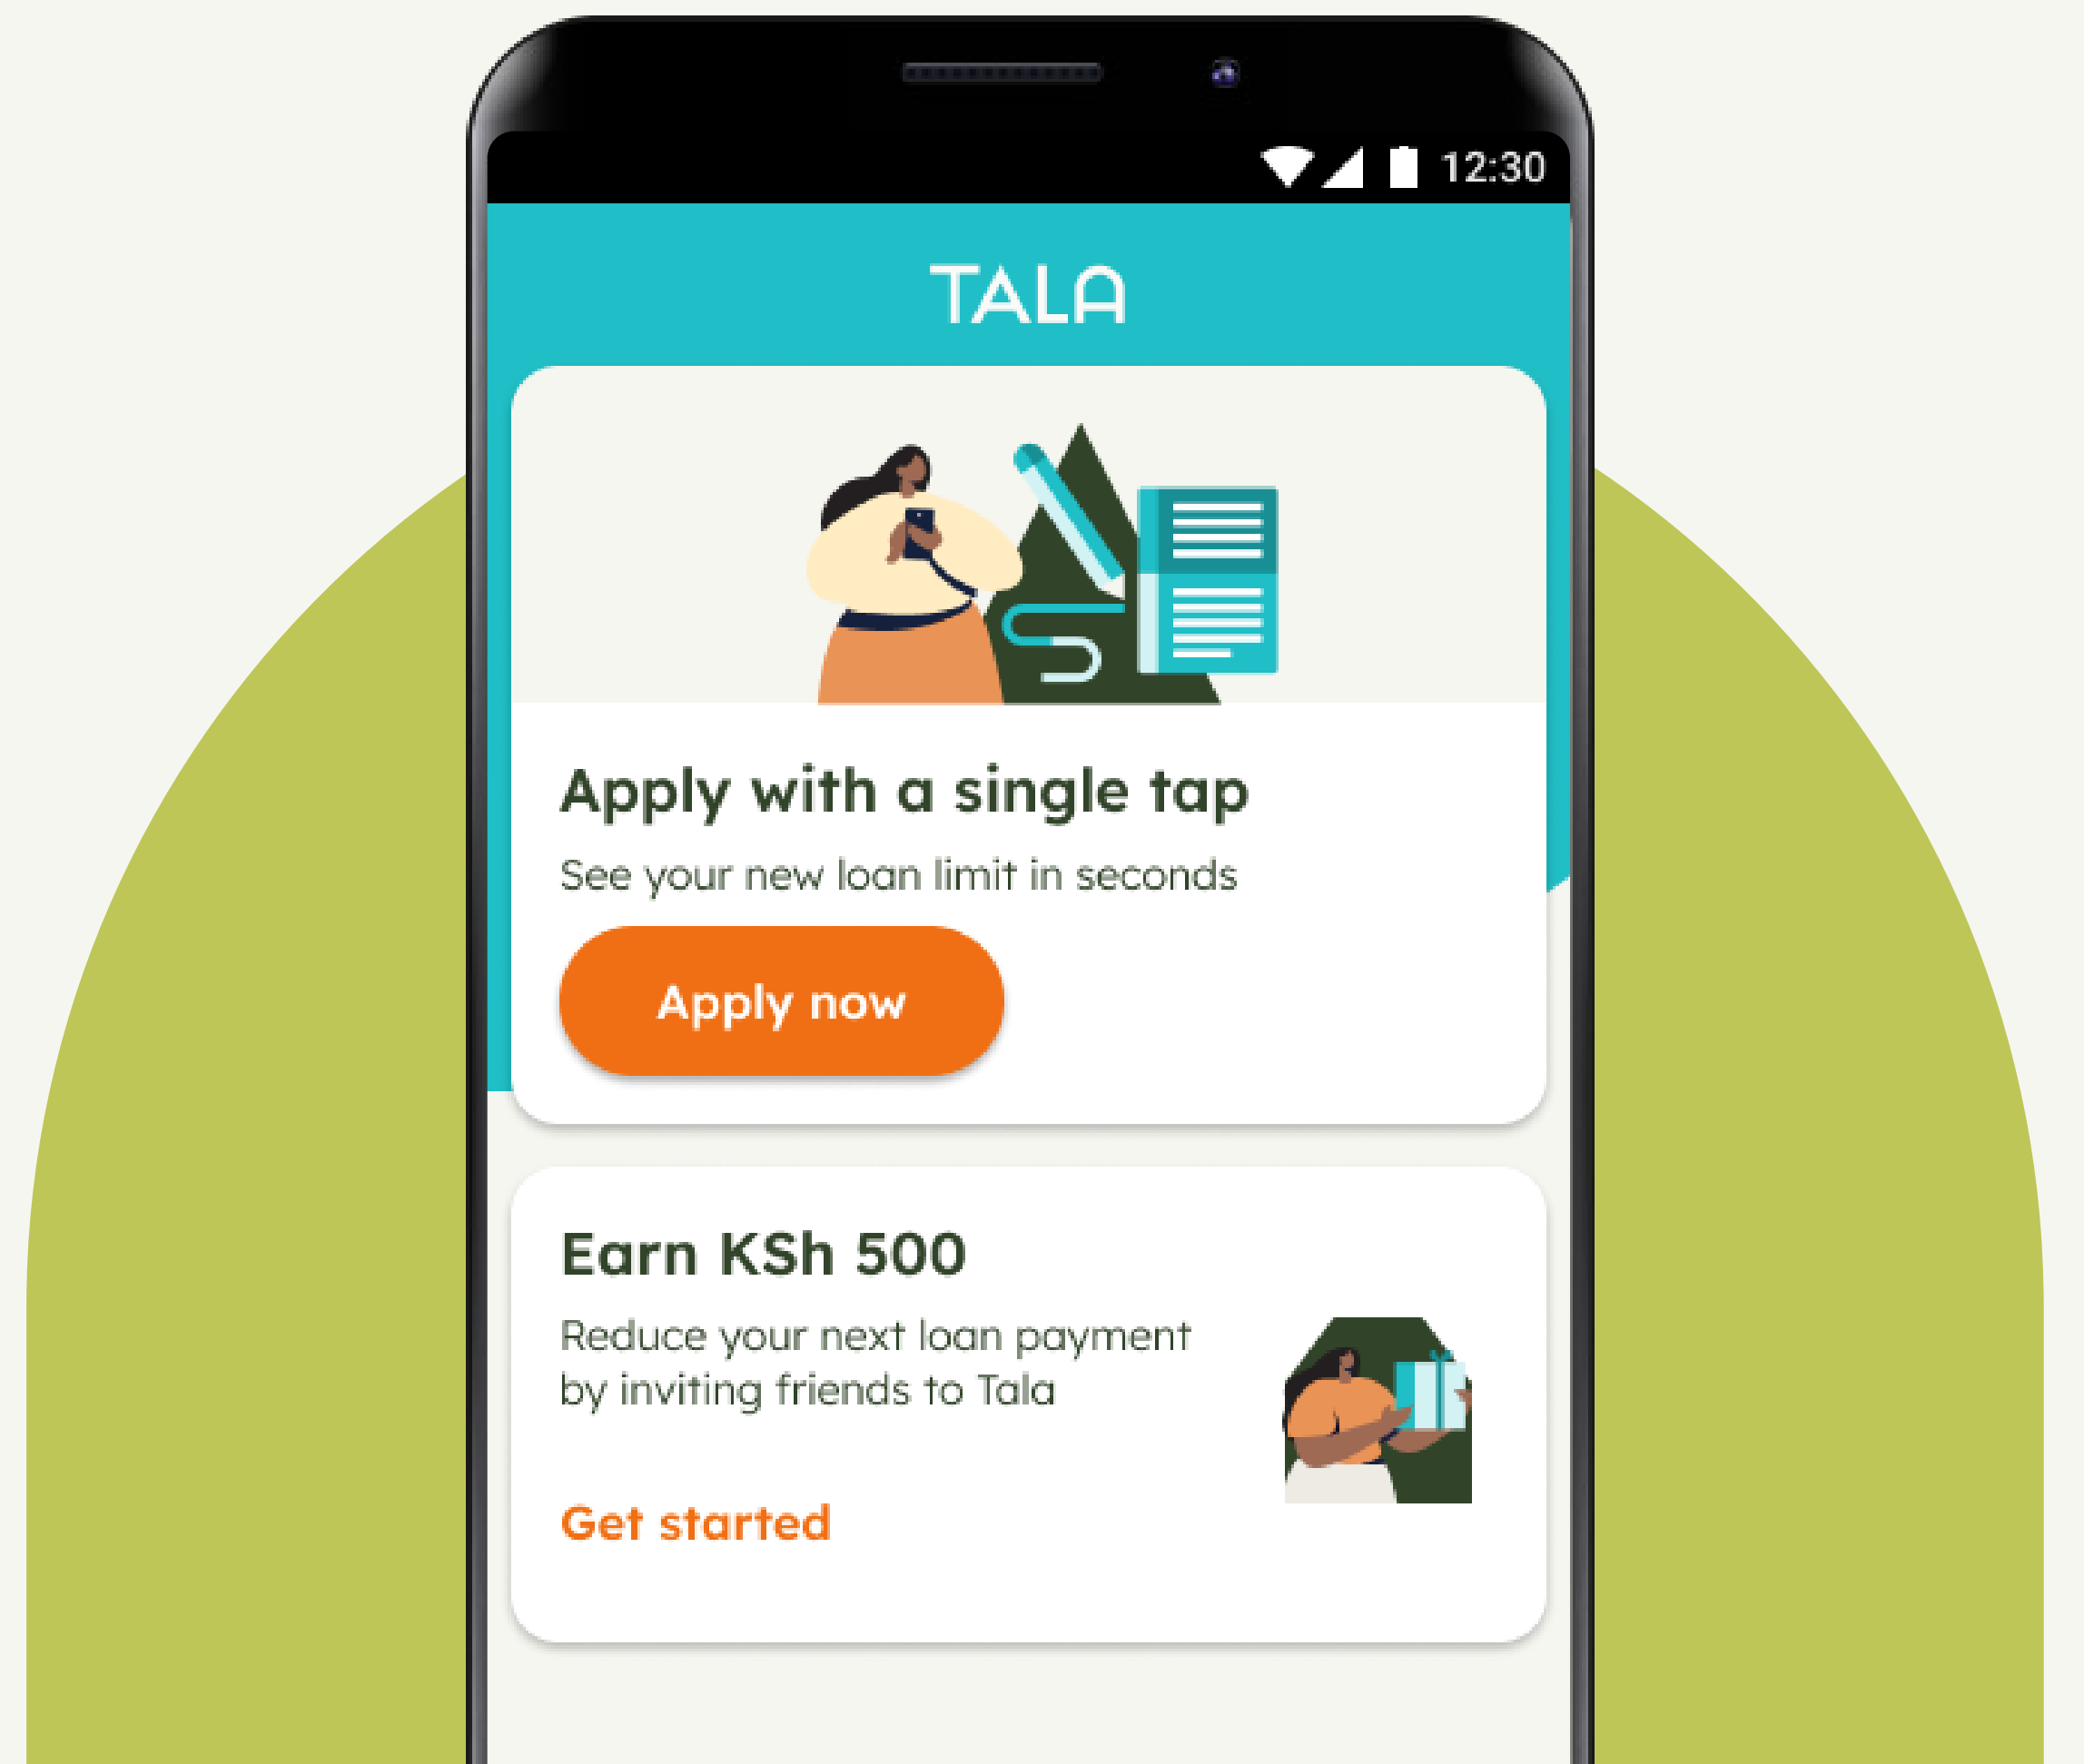 12:30
TALA
Apply with a single tap
See your new loan limit in seconds
Apply now
Earn KSh 500
Reduce your next loan payment
by inviting friends to Tala
Get started